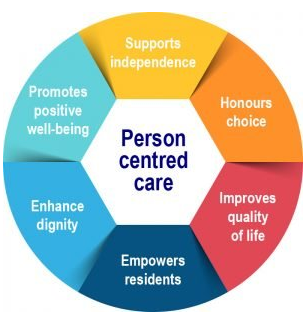 Supports
independence
Honours
choice
Improves
quality
of life
Empowers
residents
Enhance
dignity
Promotes
positive
well-being
Person
centred
care